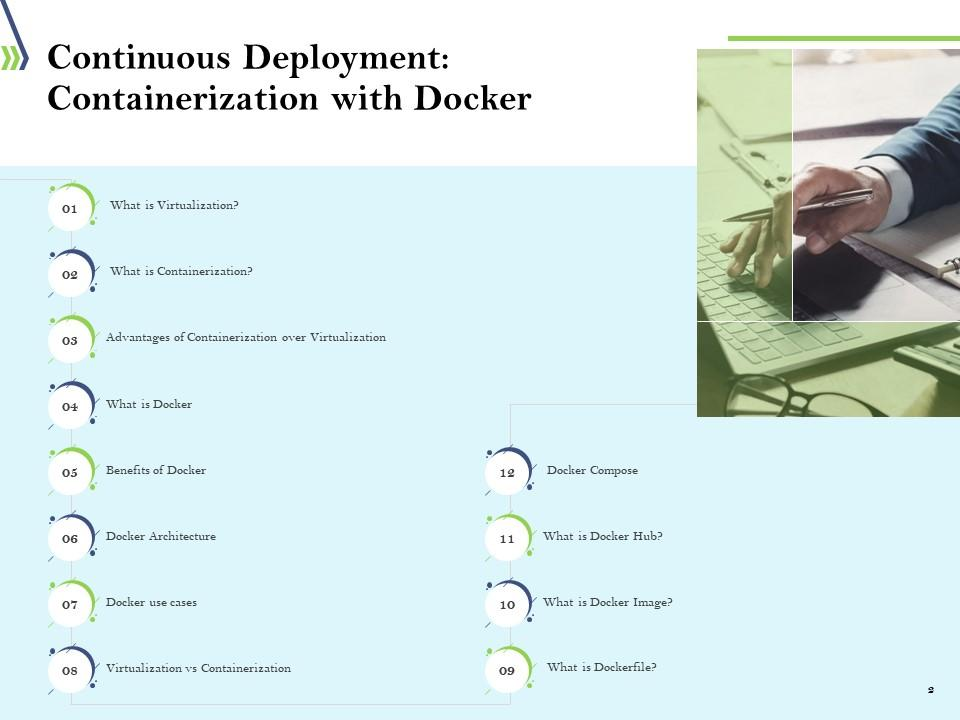 Continuous Deployment:
Containerization with Docker
01 What is Virtualization?
02 What is Containerization?
03 Advantages of Containerization over Virtualization
04 What is Docker
05 Benefits of Docker
06 Docker Architecture
07 Docker use cases
08 Virtualization vs Containerization
12 Docker Compose
11 What is Docker Hub?
10 What is Docker Image?
09 What is Dockerfile?
2